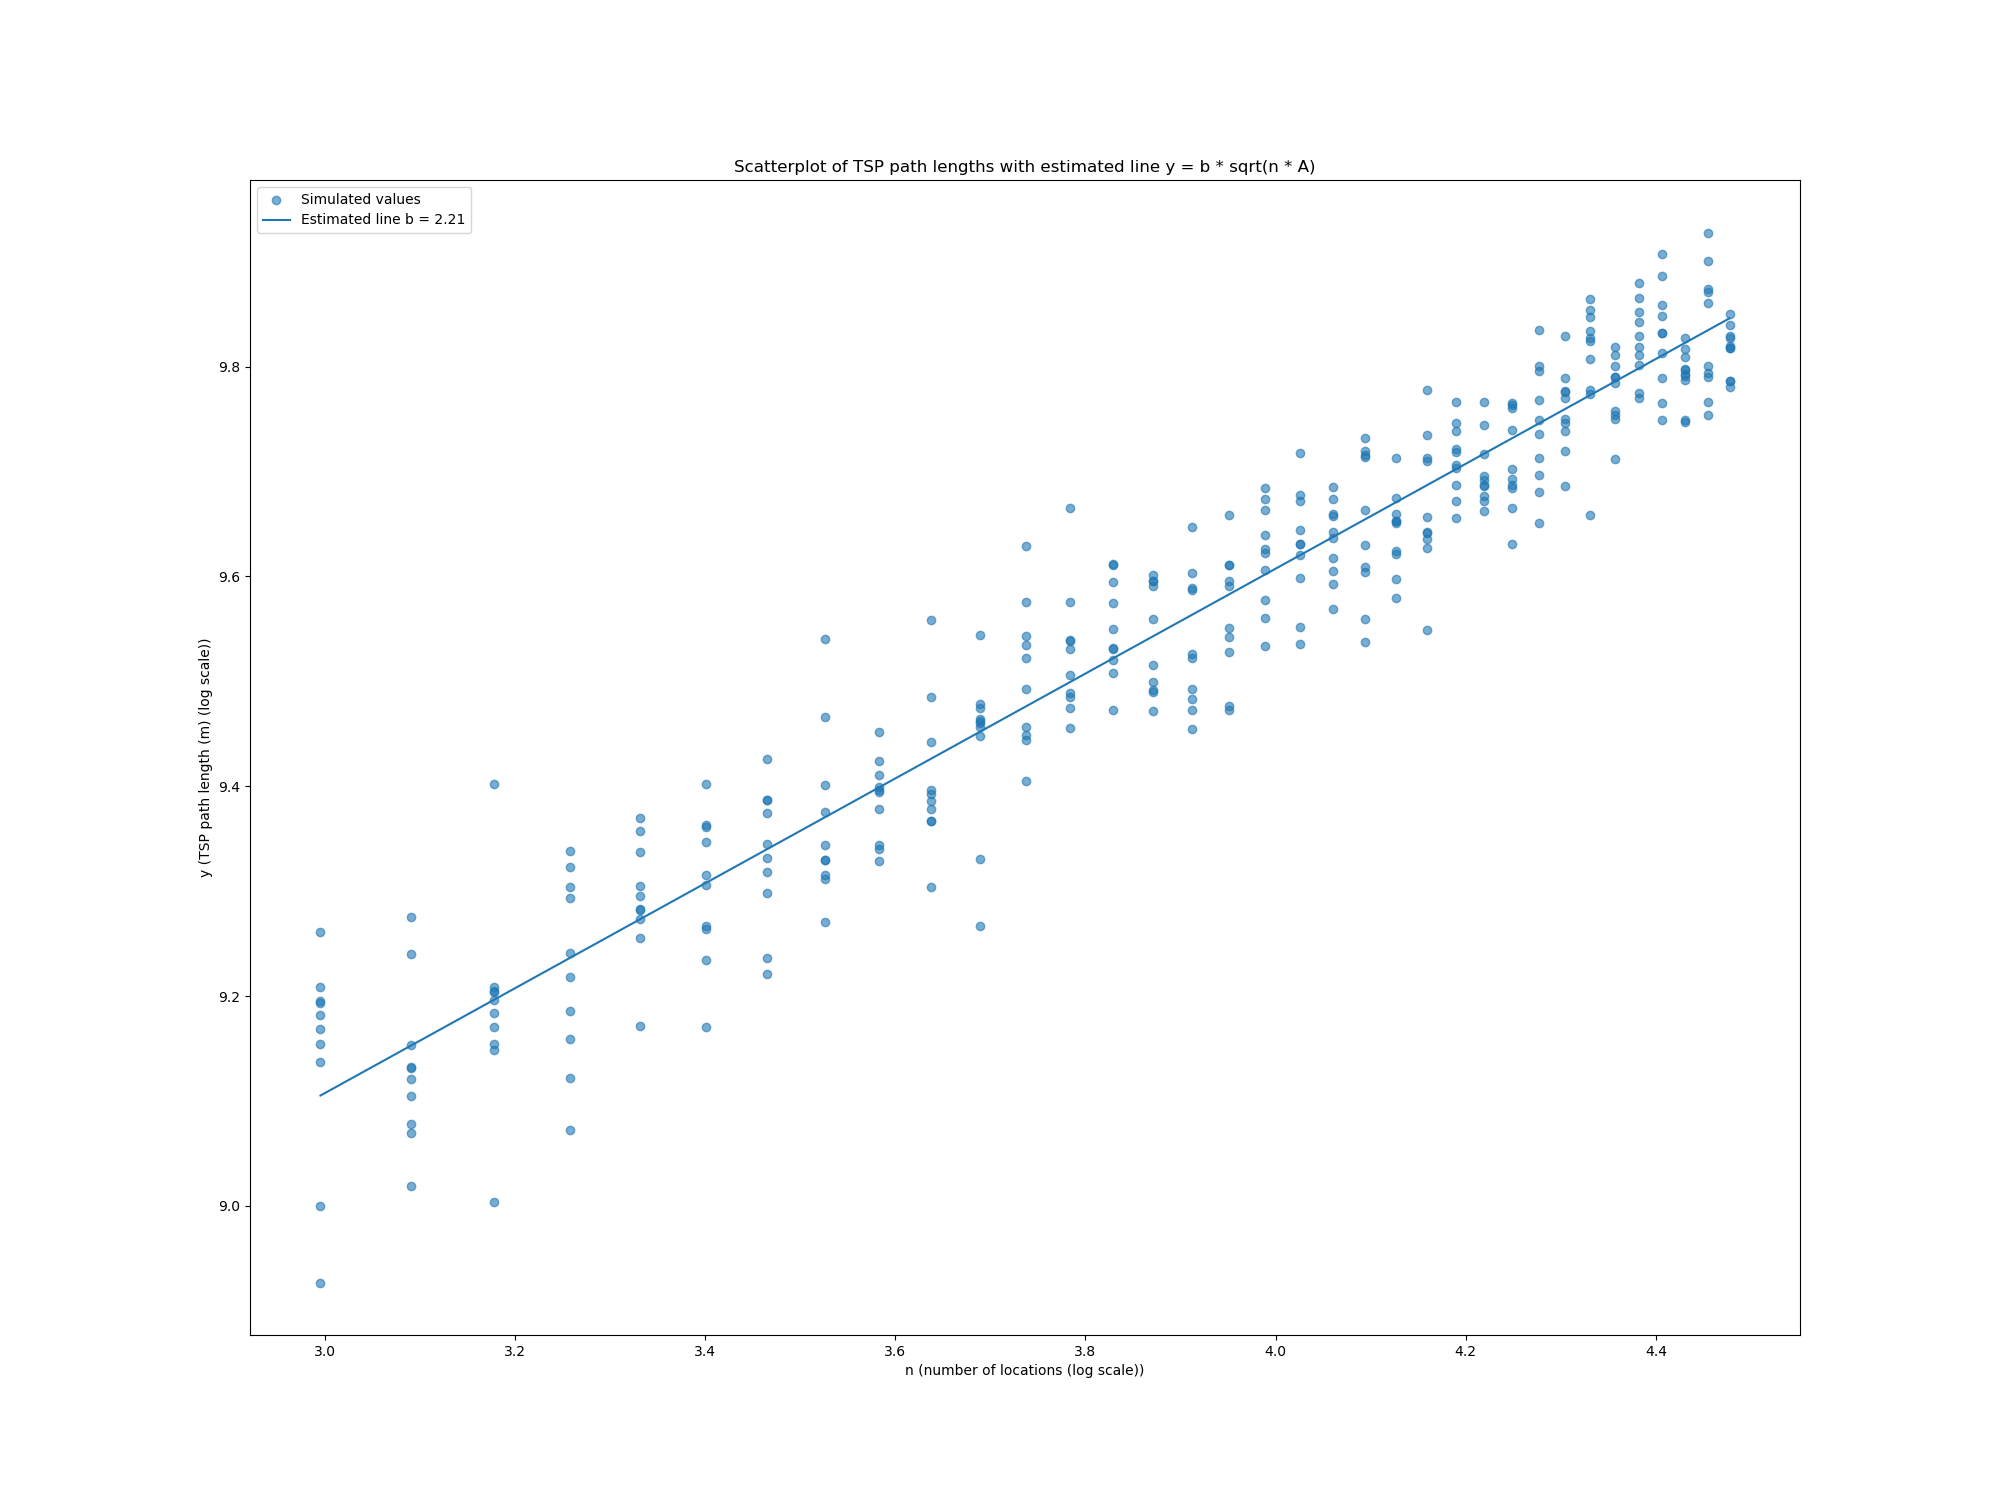 Scatterplot of TSP path lengths with estimated line y = b * sqrt(n * A)
Simulated values
Estimated line b = 2.21
y (TSP path length (m) (log scale))
9.8
9.6
9.4
9.2
9.0
3.0 3.2 3.4 3.6 3.8 4.0 4.2 4.4
n (number of locations (log scale))